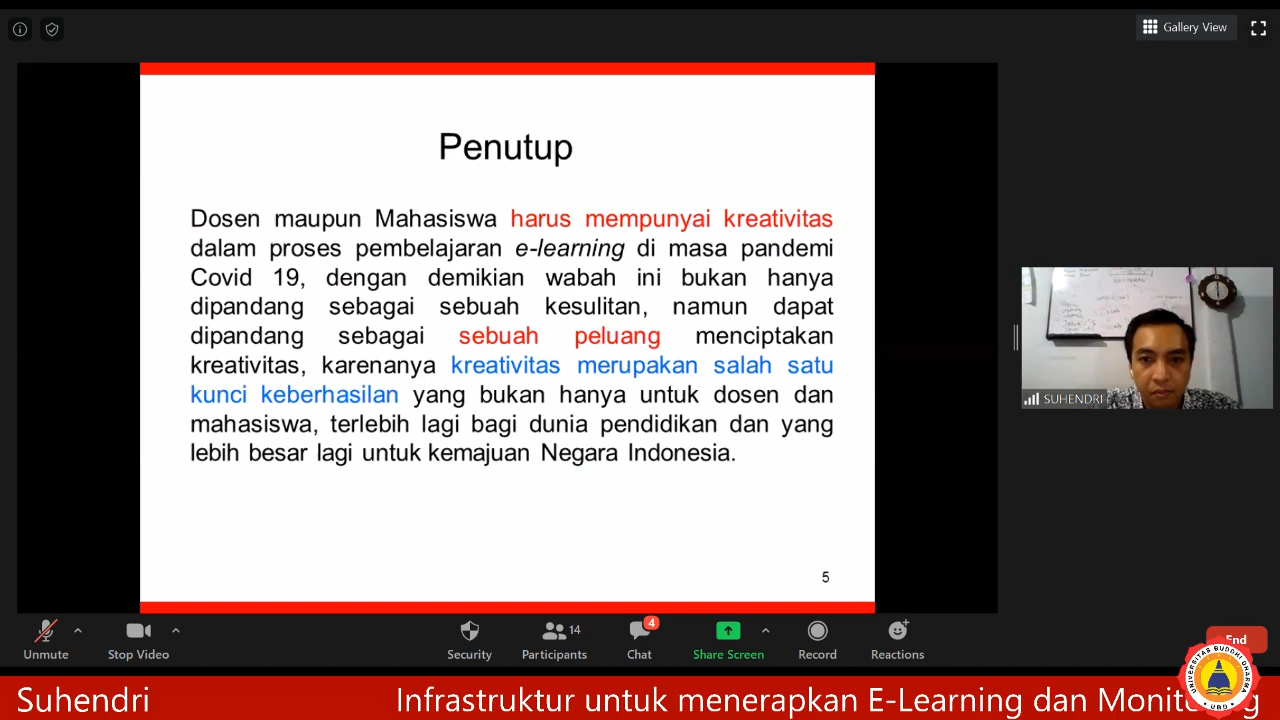 Gallery View
Penutup
Dosen maupun Mahasiswa harus mempunyai kreativitas
dalam proses pembelajaran e-learning di masa pandemi
Covid 19, dengan demikian wabah ini bukan hanya
dipandang sebagai sebuah kesulitan, namun dapat
dipandang sebagai sebuah peluang menciptakan
kreativitas, karenanya kreativitas merupakan salah satu
kunci keberhasilan yang bukan hanya untuk dosen dan
mahasiswa, terlebih lagi bagi dunia pendidikan dan yang
lebih besar lagi untuk kemajuan Negara Indonesia.
5
SUHENDRI
Unmute
Stop Video
Security
14
Participants
4
Chat
Share Screen
Record
Reactions
End
UNIVERSITAS BUDDHI DHARMA
UBD
Suhendri
Infrastruktur untuk menerapkan E-Learning dan Monit